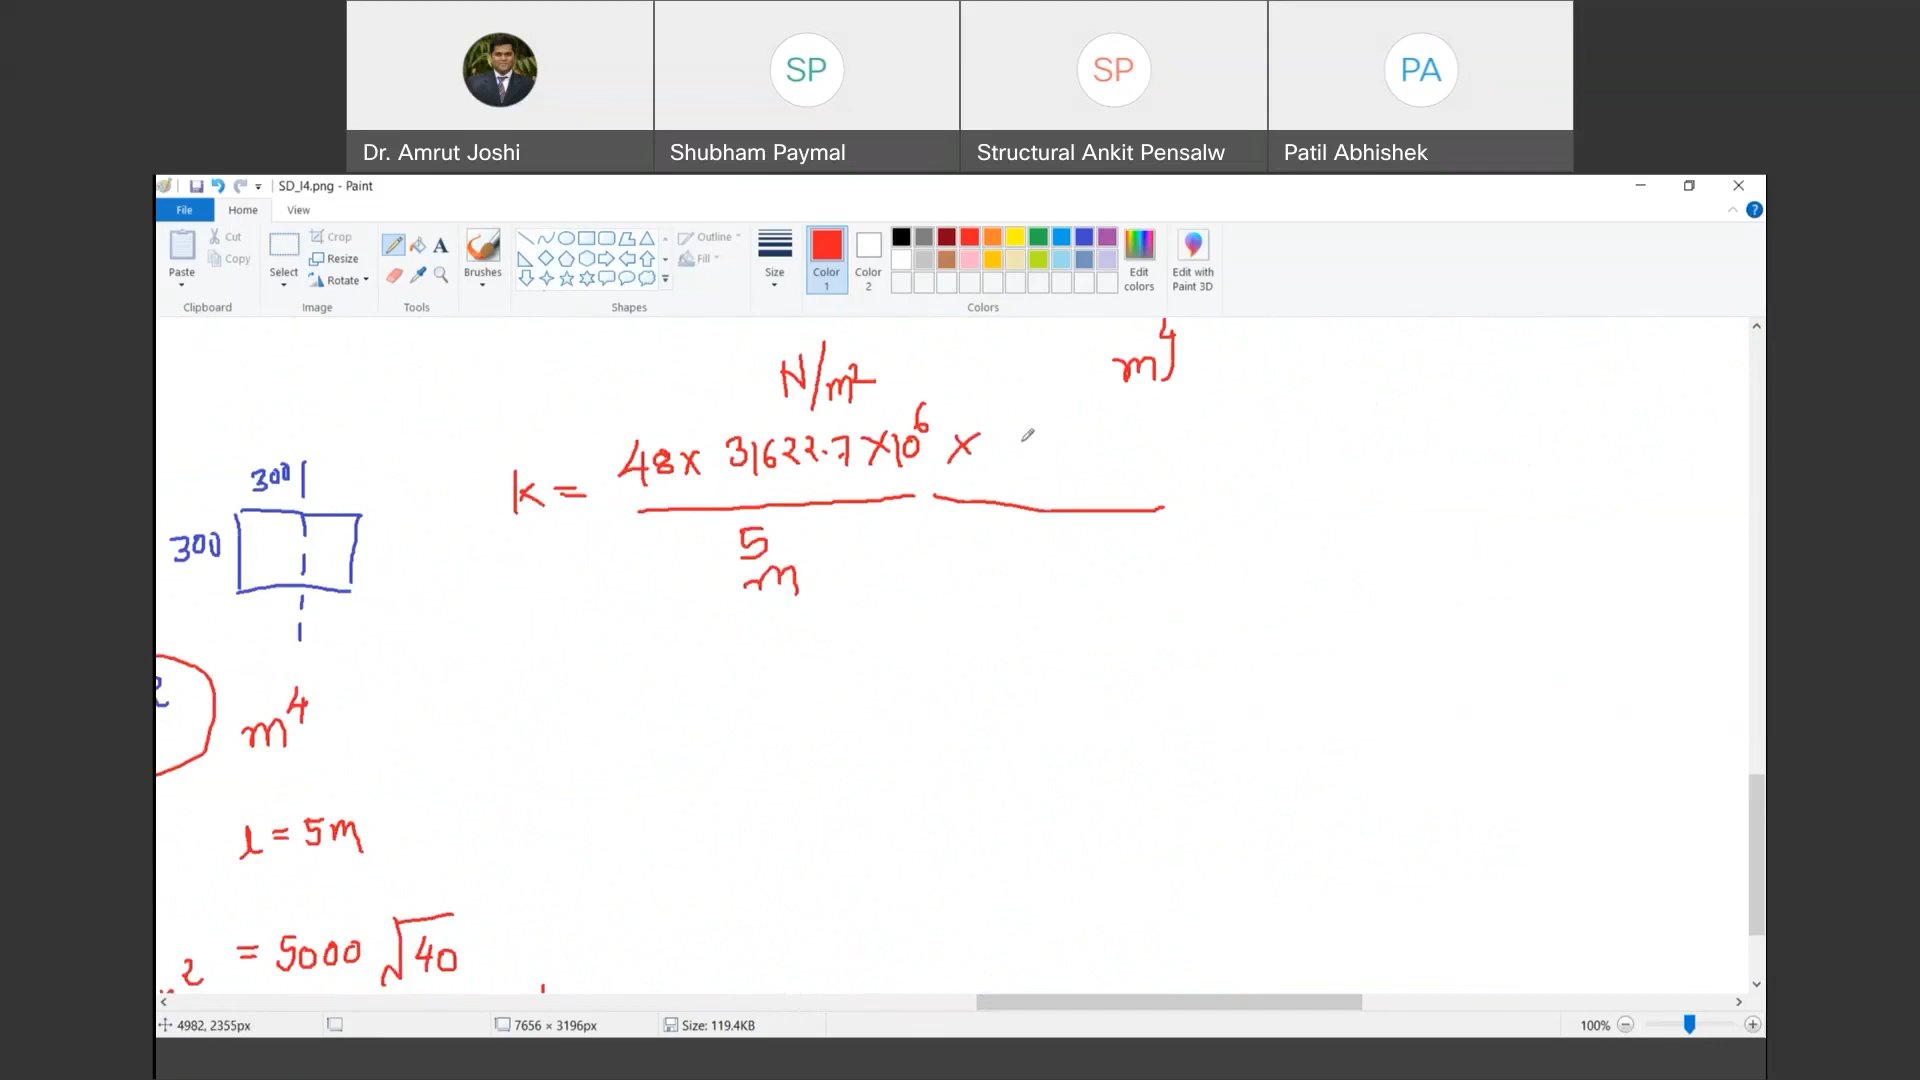 SP
SP
PA
Dr. Amrut Joshi
Shubham Paymal
Structural Ankit Pensalw
Patil Abhishek
SD_l4.png - Paint
File
Home
View
Paste
Cut
Copy
Clipboard
Select
Crop
Resize
Rotate
Image
A
Tools
Brushes
Outline
Fill
Shapes
Size
Color 1
Color 2
Edit colors
Edit with Paint 3D
Colors
N/m²
m⁴
k = 48 x 31622.7 x 10⁶ x
5
m
300
300
m⁴
l = 5m
2
= 5000 √40
4982, 2355px
7656 × 3196px
Size: 119.4KB
100%